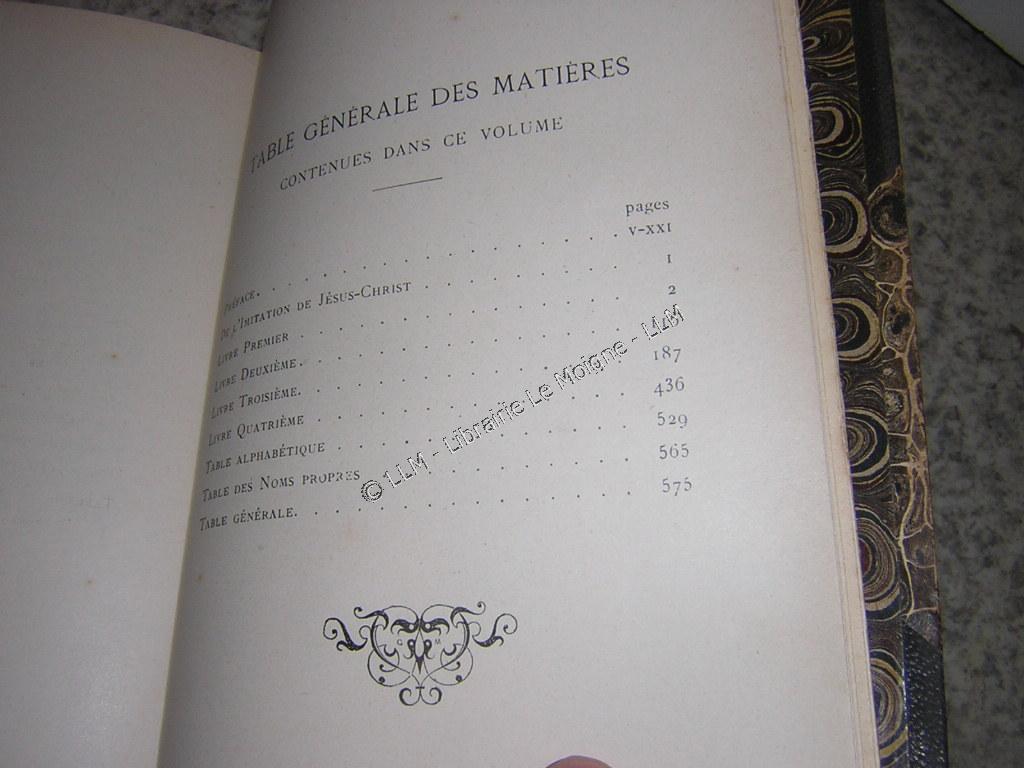 TABLE GÉNÉRALE DES MATIÈRES
CONTENUES DANS CE VOLUME
pages
PRÉFACE. . . . . . . . . . . . . . V-XXI
DE L'IMITATION DE JÉSUS-CHRIST . . . . . . . . 1
LIVRE PREMIER . . . . . . . . . . . . 2
LIVRE DEUXIÈME. . . . . . . . . . . .
LIVRE TROISIÈME. . . . . . . . . . . . 187
LIVRE QUATRIÈME . . . . . . . . . . . . 436
TABLE ALPHABÉTIQUE . . . . . . . . . . . 529
TABLE DES NOMS PROPRES . . . . . . . . . 565
TABLE GÉNÉRALE. . . . . . . . . . . . . 575
© LLM - Librairie Le Moigne - LLM